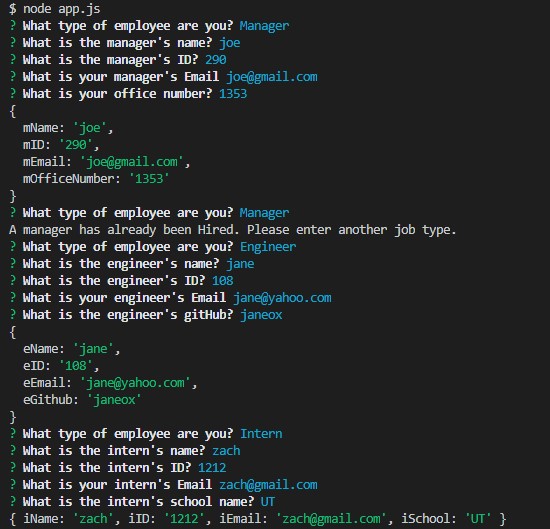 $ node app.js
? What type of employee are you? Manager
? What is the manager's name? joe
? What is the manager's ID? 290
? What is your manager's Email joe@gmail.com
? What is your office number? 1353
{
  mName: 'joe',
  mID: '290',
  mEmail: 'joe@gmail.com',
  mOfficeNumber: '1353'
}
? What type of employee are you? Manager
A manager has already been Hired. Please enter another job type.
? What type of employee are you? Engineer
? What is the engineer's name? jane
? What is the engineer's ID? 108
? What is your engineer's Email jane@yahoo.com
? What is the engineer's gitHub? janeox
{
  eName: 'jane',
  eID: '108',
  eEmail: 'jane@yahoo.com',
  eGithub: 'janeox'
}
? What type of employee are you? Intern
? What is the intern's name? zach
? What is the intern's ID? 1212
? What is your intern's Email zach@gmail.com
? What is the intern's school name? UT
{ iName: 'zach', iID: '1212', iEmail: 'zach@gmail.com', iSchool: 'UT' }